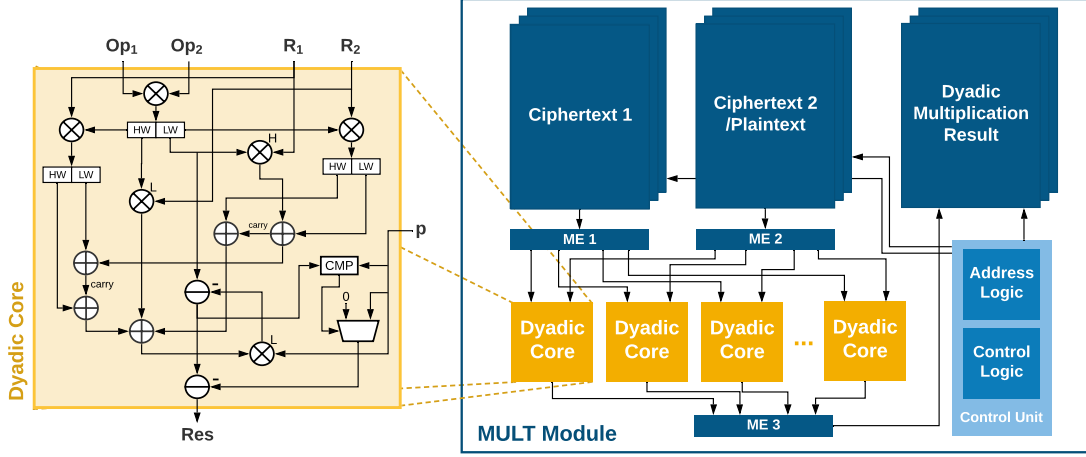 Op1 Op2 R1 R2
HW LW
H
HW LW
HW LW
L
carry
p
CMP
carry
-
0
L
-
Res
Dyadic Core
Ciphertext 1
Ciphertext 2
/Plaintext
Dyadic
Multiplication
Result
ME 1
ME 2
Dyadic
Core
Dyadic
Core
Dyadic
Core
...
Dyadic
Core
ME 3
Address
Logic
Control
Logic
Control Unit
MULT Module